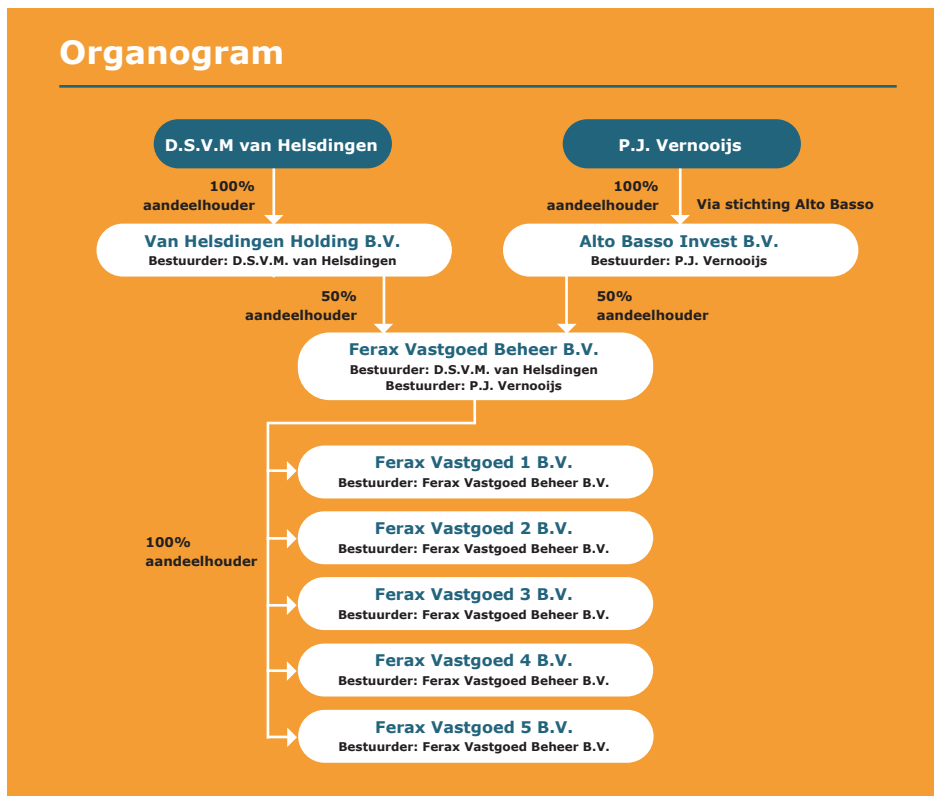 Organogram
D.S.V.M van Helsdingen
P.J. Vernooijs
100%
aandeelhouder
100%
aandeelhouder
Via stichting Alto Basso
Van Helsdingen Holding B.V.
Bestuurder: D.S.V.M. van Helsdingen
Alto Basso Invest B.V.
Bestuurder: P.J. Vernooijs
50%
aandeelhouder
50%
aandeelhouder
Ferax Vastgoed Beheer B.V.
Bestuurder: D.S.V.M. van Helsdingen
Bestuurder: P.J. Vernooijs
Ferax Vastgoed 1 B.V.
Bestuurder: Ferax Vastgoed Beheer B.V.
Ferax Vastgoed 2 B.V.
Bestuurder: Ferax Vastgoed Beheer B.V.
100%
aandeelhouder
Ferax Vastgoed 3 B.V.
Bestuurder: Ferax Vastgoed Beheer B.V.
Ferax Vastgoed 4 B.V.
Bestuurder: Ferax Vastgoed Beheer B.V.
Ferax Vastgoed 5 B.V.
Bestuurder: Ferax Vastgoed Beheer B.V.